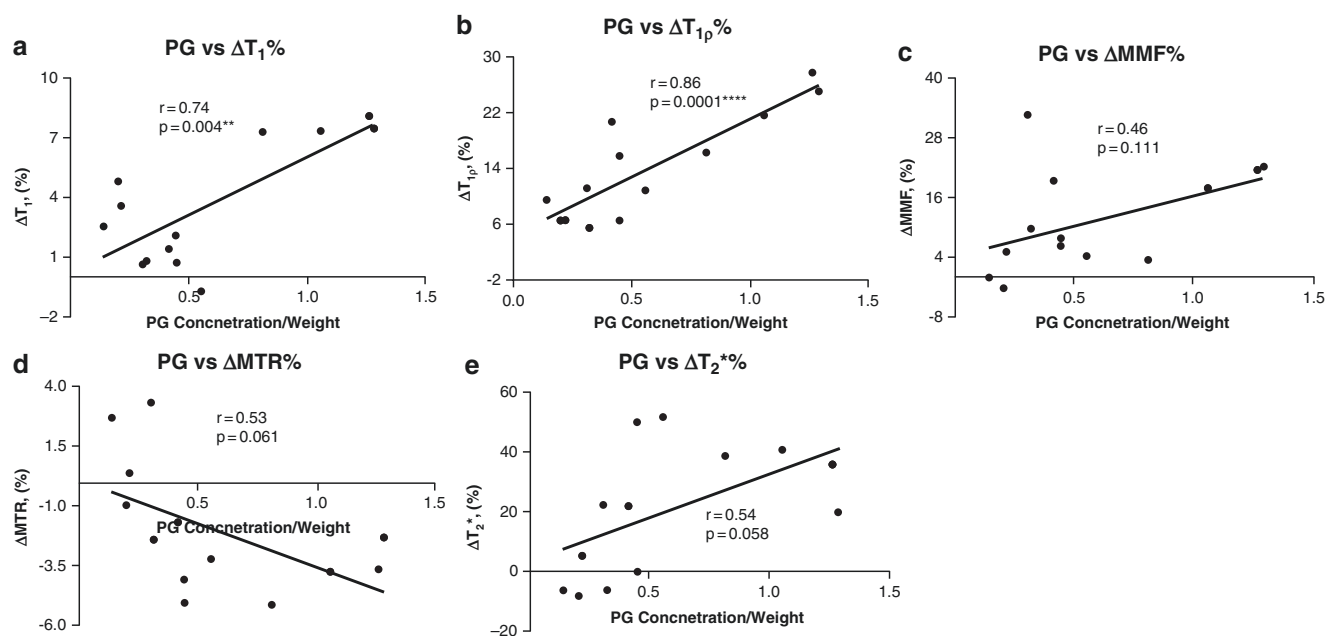 a
PG vs ΔT₁%
10
7
4
1
−2
ΔT₁, (%)
r=0.74
p=0.004**
0.5
1.0
1.5
PG Concnetration/Weight
b
PG vs ΔT₁ρ%
30
22
14
6
-2
ΔT₁ρ, (%)
r=0.86
p=0.0001****
0.0
0.5
1.0
1.5
PG Concnetration/Weight
c
PG vs ΔMMF%
40
28
16
4
-8
ΔMMF, (%)
r=0.46
p=0.111
0.5
1.0
1.5
PG Concnetration/Weight
d
PG vs ΔMTR%
4.0
1.5
-1.0
-3.5
-6.0
ΔMTR, (%)
r=0.53
p=0.061
0.5
1.0
1.5
PG Concnetration/Weight
e
PG vs ΔT₂*%
60
40
20
0
−20
ΔT₂*, (%)
r=0.54
p=0.058
0.5
1.0
1.5
PG Concnetration/Weight